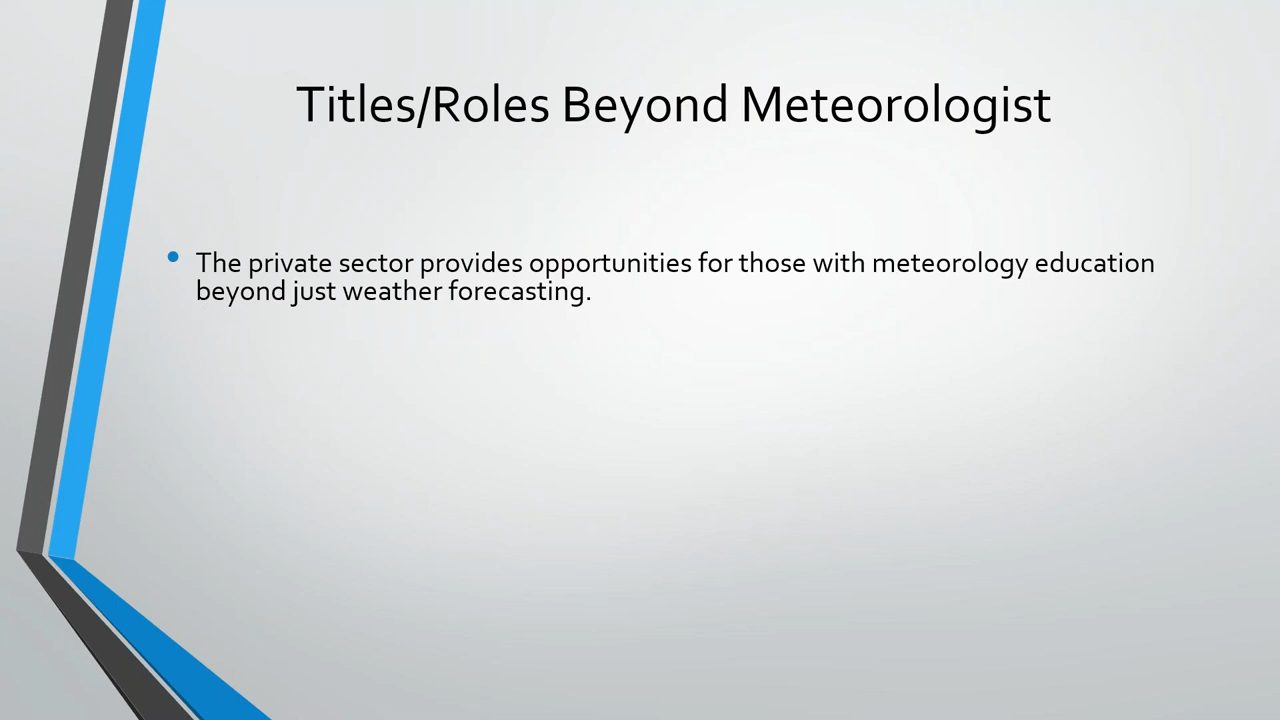 Titles/Roles Beyond Meteorologist
• The private sector provides opportunities for those with meteorology education
beyond just weather forecasting.